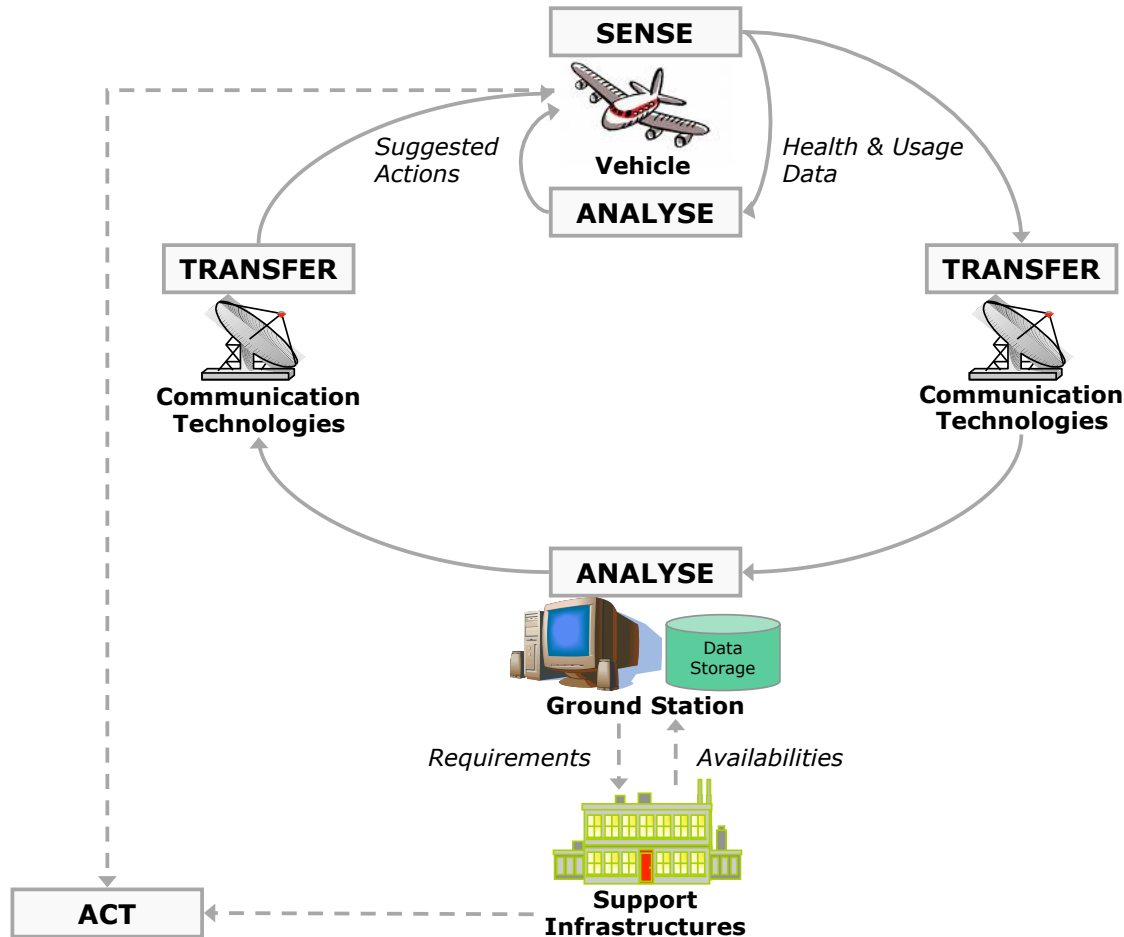 SENSE
Suggested
Actions
Vehicle
Health & Usage
Data
ANALYSE
TRANSFER
TRANSFER
Communication
Technologies
Communication
Technologies
ANALYSE
Data
Storage
Ground Station
Requirements
Availabilities
Support
Infrastructures
ACT